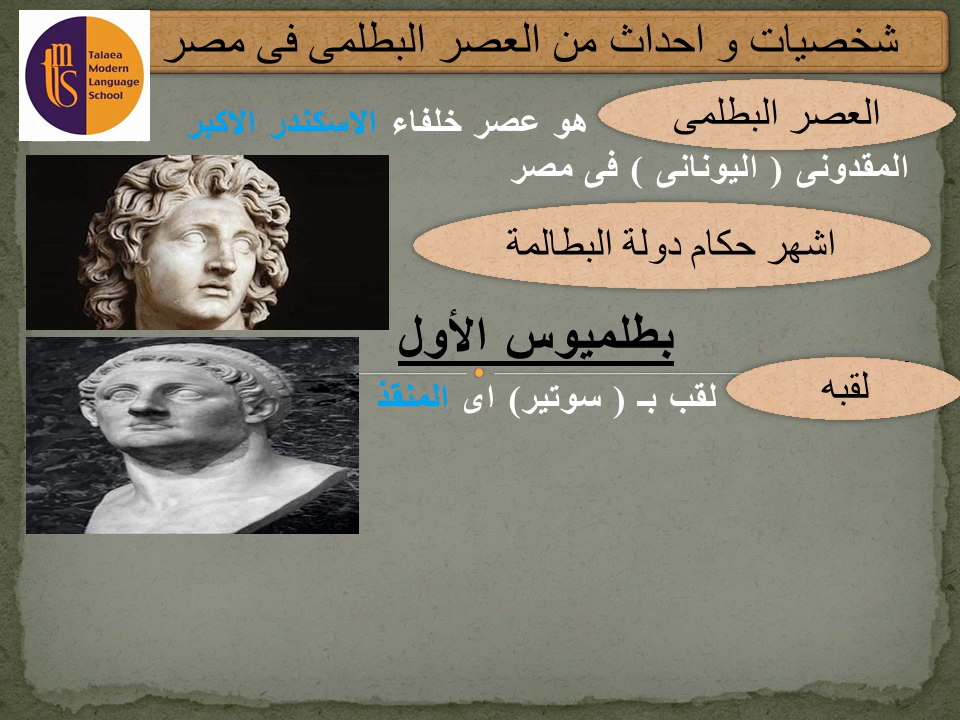 شخصيات و احداث من العصر البطلمى فى مصر
Talaea
Modern
Language
School
العصر البطلمى
هو عصر خلفاء الاسكندر الاكبر
المقدونى ( اليونانى ) فى مصر
اشهر حكام دولة البطالمة
بطلميوس الأول
لقبه
لقب بـ ( سوتير) اى المنقذ